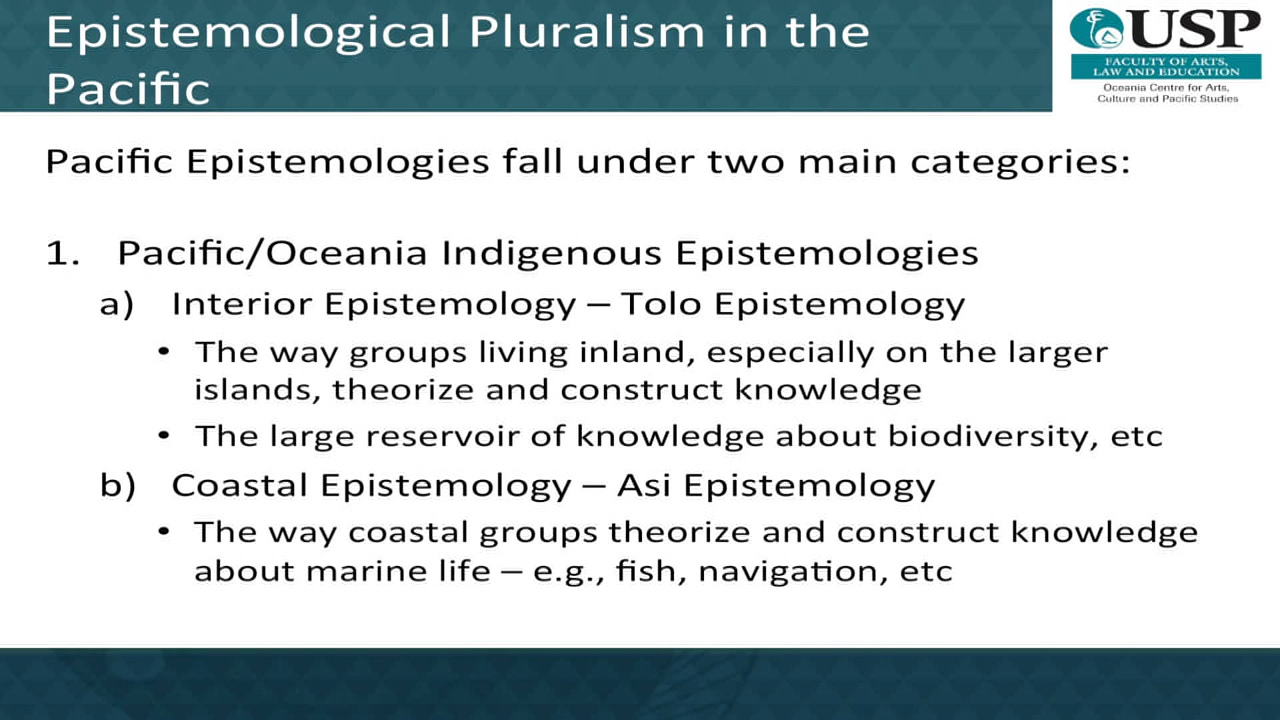 Epistemological Pluralism in the
Pacific
USP
FACULTY OF ARTS,
LAW AND EDUCATION
Oceania Centre for Arts,
Culture and Pacific Studies
Pacific Epistemologies fall under two main categories:
1. Pacific/Oceania Indigenous Epistemologies
a) Interior Epistemology – Tolo Epistemology
• The way groups living inland, especially on the larger
islands, theorize and construct knowledge
• The large reservoir of knowledge about biodiversity, etc
b) Coastal Epistemology – Asi Epistemology
• The way coastal groups theorize and construct knowledge
about marine life – e.g., fish, navigation, etc